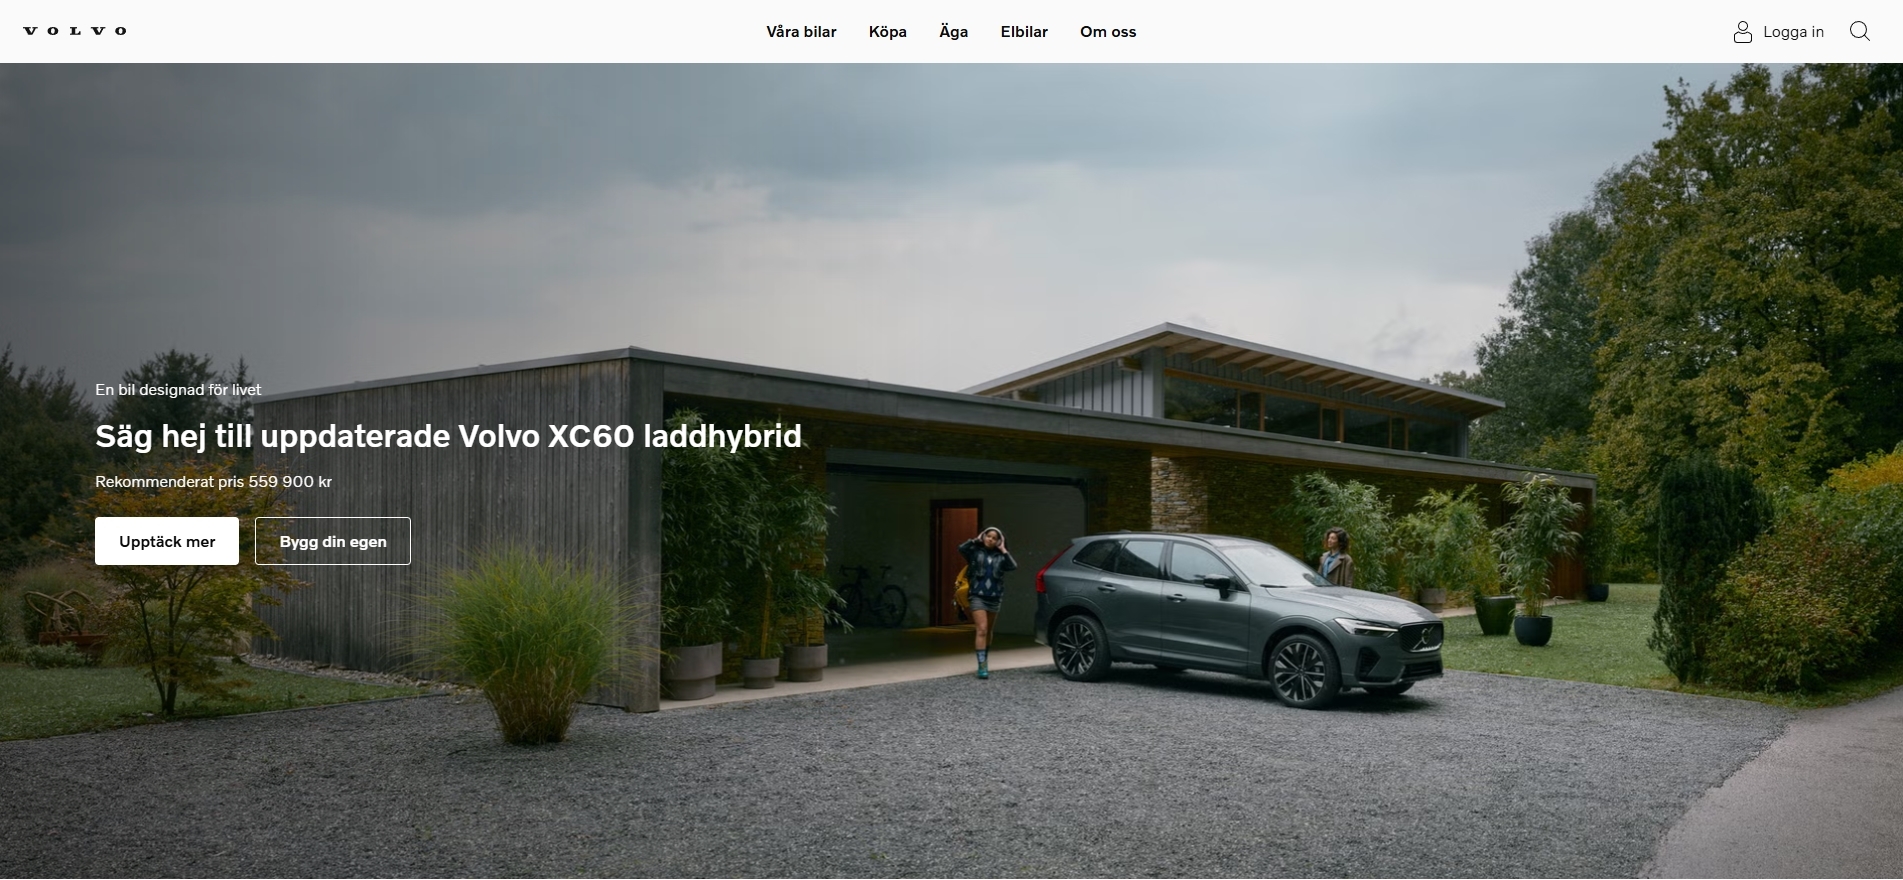 VOLVO
Våra bilar Köpa Äga Elbilar Om oss
Logga in
En bil designad för livet
Säg hej till uppdaterade Volvo XC60 laddhybrid
Rekommenderat pris 559 900 kr
Upptäck mer Bygg din egen